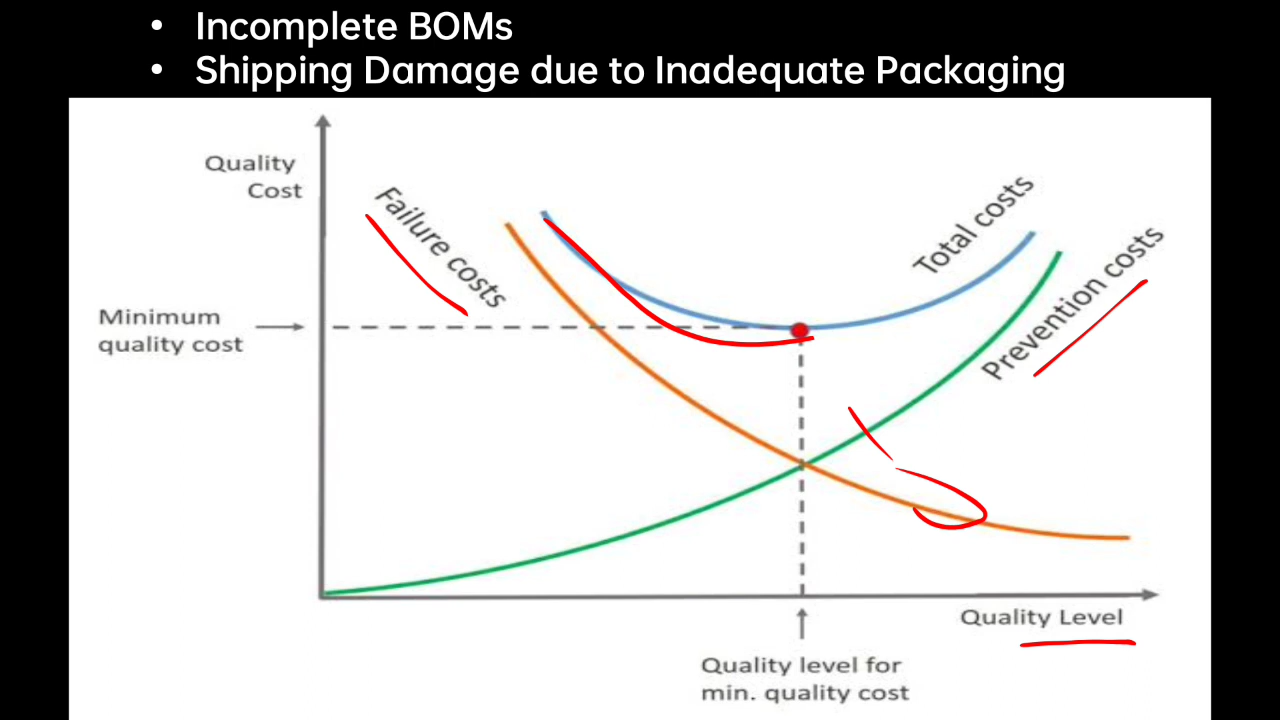 • Incomplete BOMs
• Shipping Damage due to Inadequate Packaging
Quality
Cost
Failure costs
Total costs
Prevention costs
Minimum
quality cost
Quality Level
Quality level for
min. quality cost